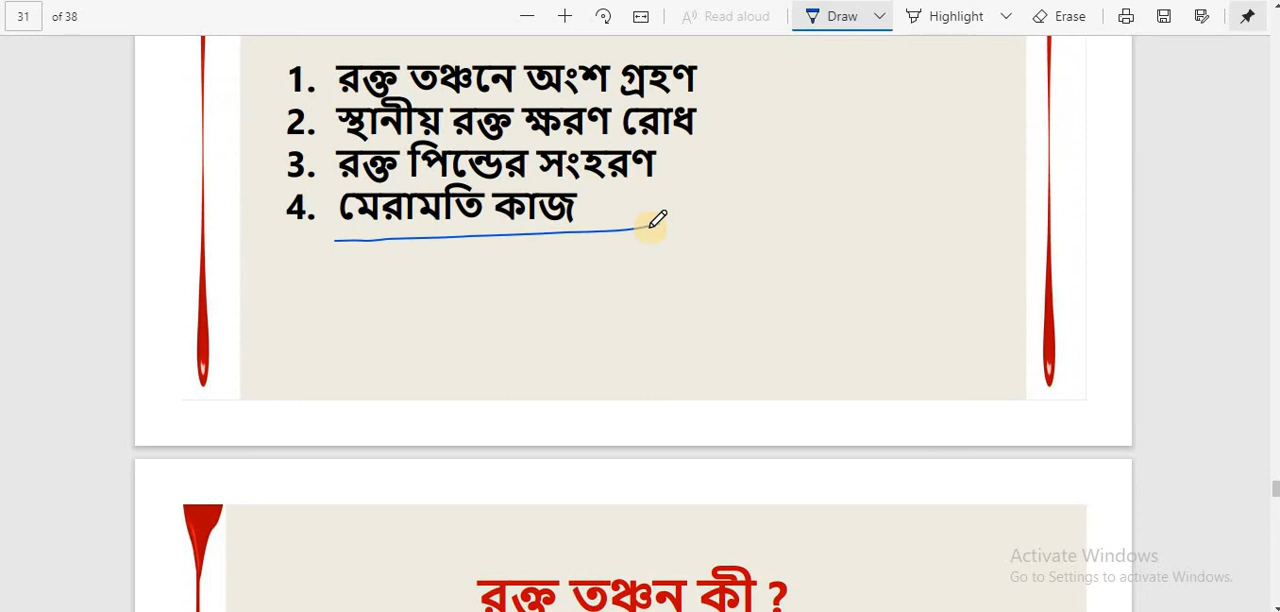 31 of 38
Read aloud
Draw
Highlight
Erase
1. রক্ত তঞ্চনে অংশ গ্রহণ
2. স্থানীয় রক্ত ক্ষরণ রোধ
3. রক্ত পিন্ডের সংহরণ
4. মেরামতি কাজ
রক্ত তঞ্চন কী ?
Activate Windows
Go to Settings to activate Windows.